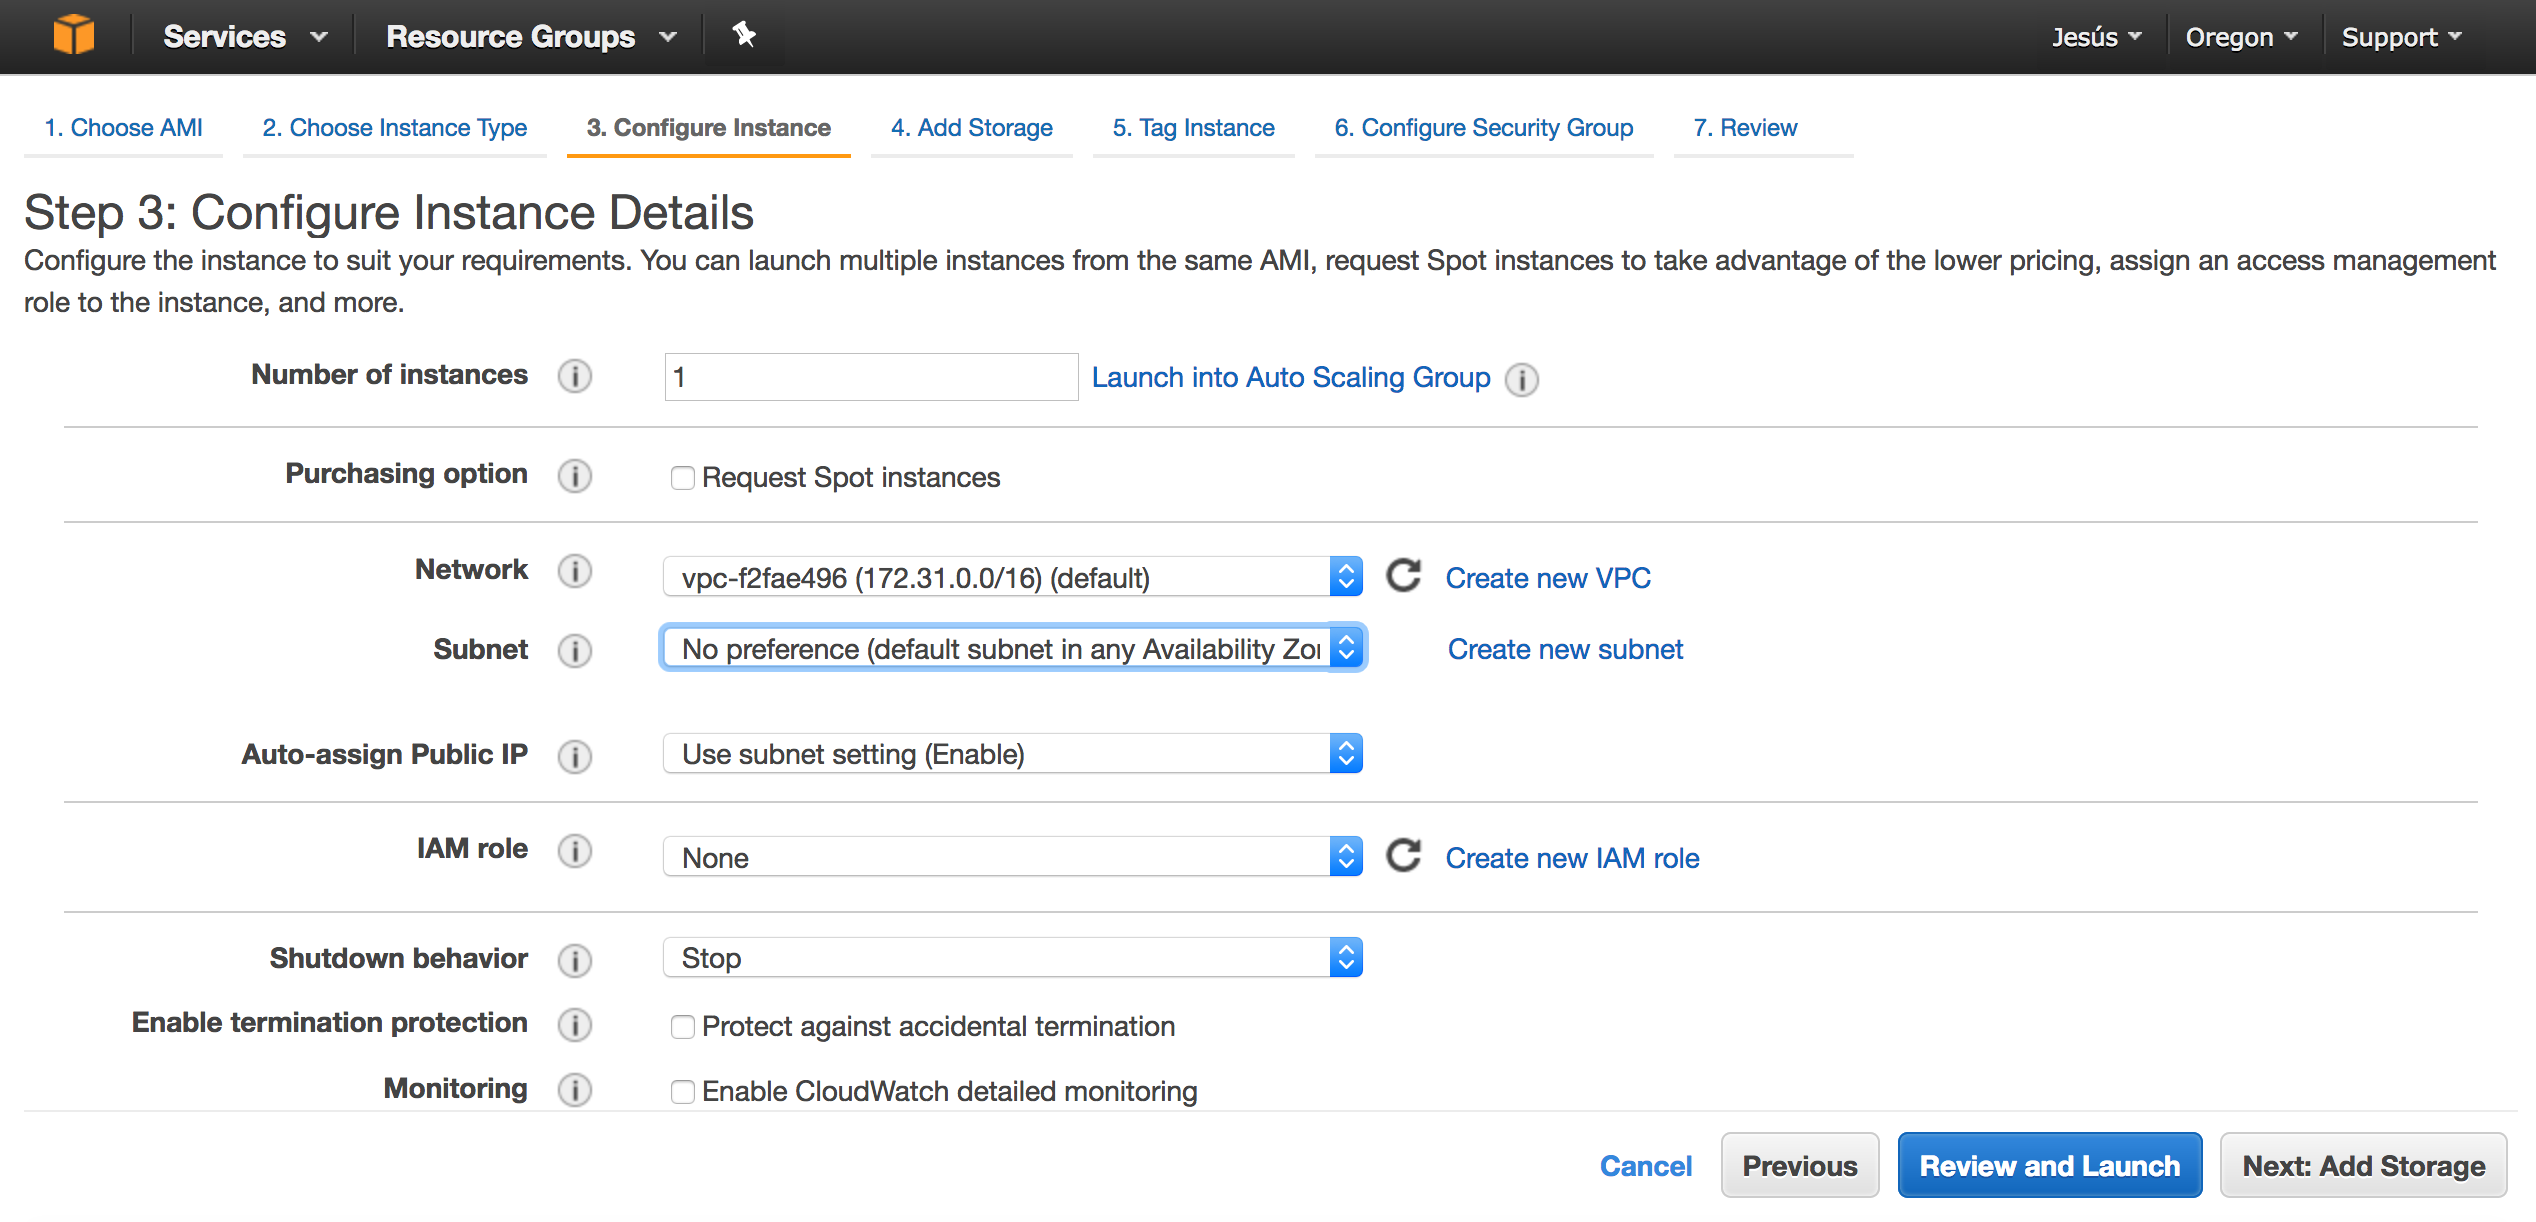 Services Resource Groups Jesús Oregon Support
1. Choose AMI 2. Choose Instance Type 3. Configure Instance 4. Add Storage 5. Tag Instance 6. Configure Security Group 7. Review
Step 3: Configure Instance Details
Configure the instance to suit your requirements. You can launch multiple instances from the same AMI, request Spot instances to take advantage of the lower pricing, assign an access management
role to the instance, and more.
Number of instances 1 Launch into Auto Scaling Group
Purchasing option Request Spot instances
Network vpc-f2fae496 (172.31.0.0/16) (default) Create new VPC
Subnet No preference (default subnet in any Availability Zo Create new subnet
Auto-assign Public IP Use subnet setting (Enable)
IAM role None Create new IAM role
Shutdown behavior Stop
Enable termination protection Protect against accidental termination
Monitoring Enable CloudWatch detailed monitoring
Cancel Previous Review and Launch Next: Add Storage